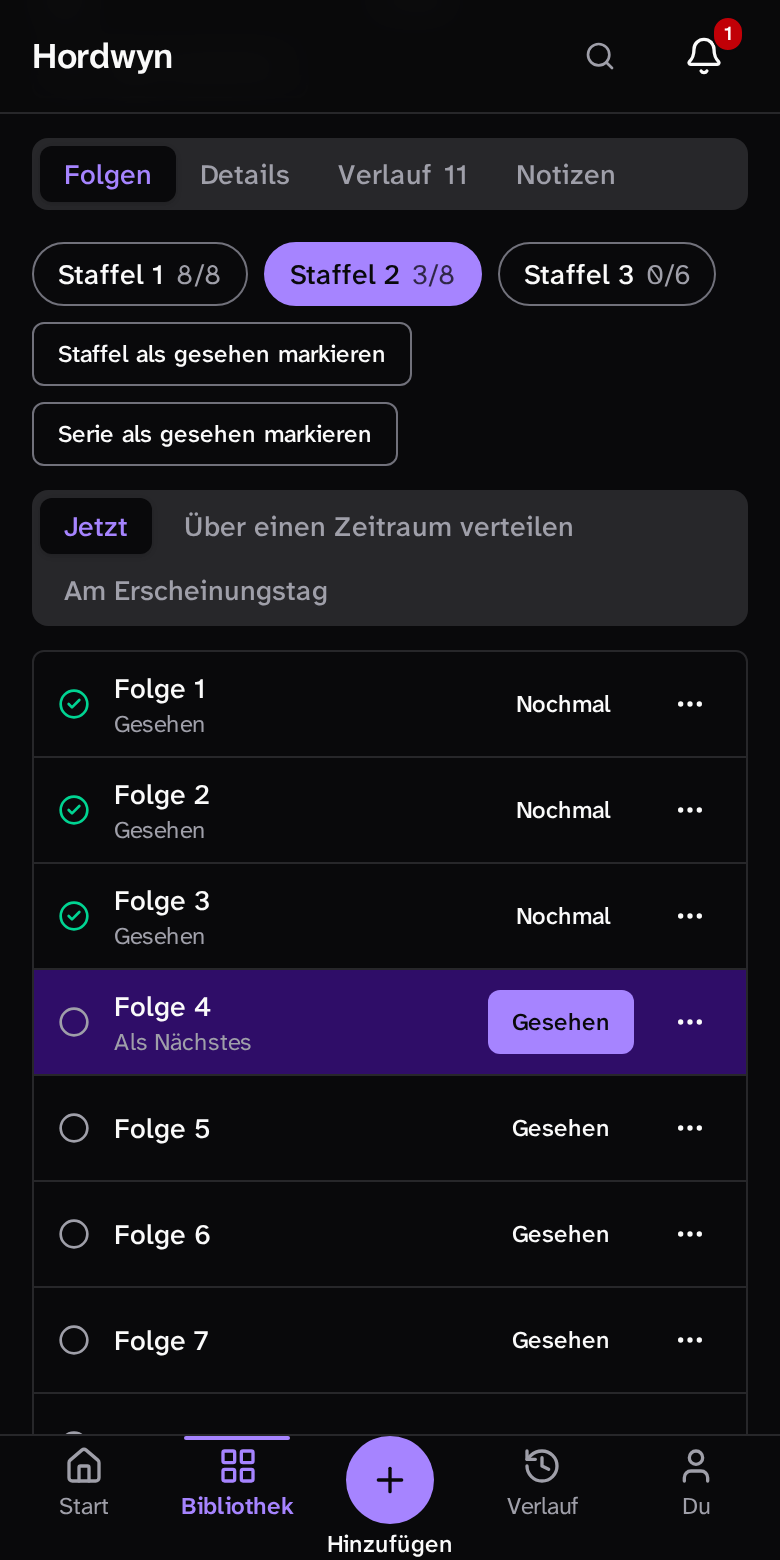 Hordwyn
1
Folgen Details Verlauf 11 Notizen
Staffel 1 8/8 Staffel 2 3/8 Staffel 3 0/6
Staffel als gesehen markieren
Serie als gesehen markieren
Jetzt Über einen Zeitraum verteilen
Am Erscheinungstag
Folge 1
Gesehen
Nochmal
Folge 2
Gesehen
Nochmal
Folge 3
Gesehen
Nochmal
Folge 4
Als Nächstes
Gesehen
Folge 5
Gesehen
Folge 6
Gesehen
Folge 7
Gesehen
Start Bibliothek Hinzufügen Verlauf Du